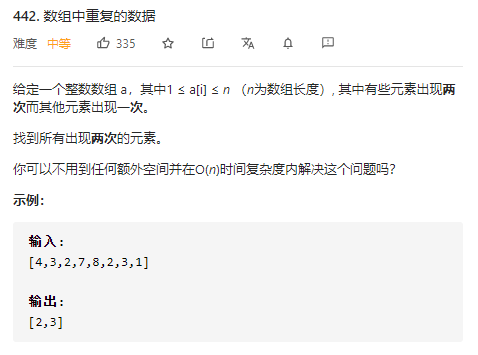 442. 数组中重复的数据
难度 中等 335
给定一个整数数组 a，其中1 ≤ a[i] ≤ n （n为数组长度）, 其中有些元素出现两
次而其他元素出现一次。
找到所有出现两次的元素。
你可以不用到任何额外空间并在O(n)时间复杂度内解决这个问题吗？
示例：
输入：
[4,3,2,7,8,2,3,1]
输出：
[2,3]